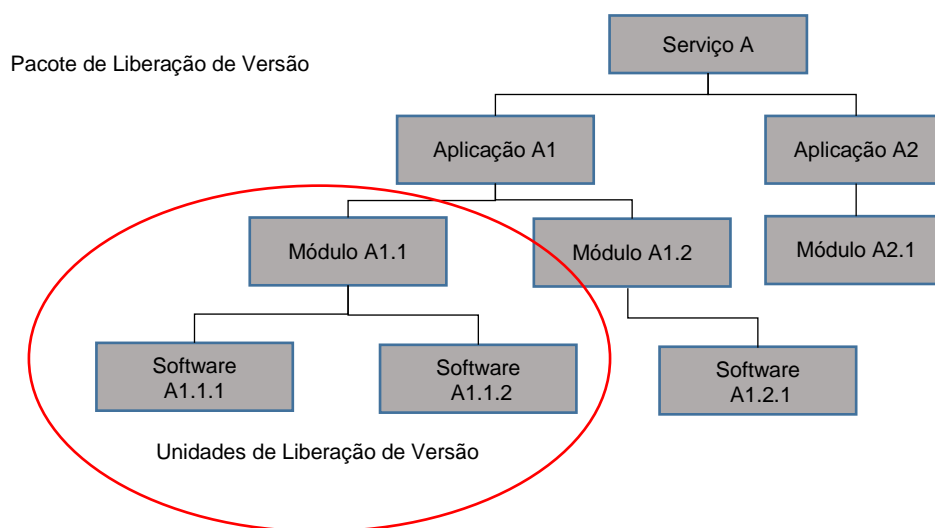 Serviço A
Pacote de Liberação de Versão
Aplicação A1
Aplicação A2
Módulo A1.1
Módulo A1.2
Módulo A2.1
Software
A1.1.1
Software
A1.1.2
Software
A1.2.1
Unidades de Liberação de Versão